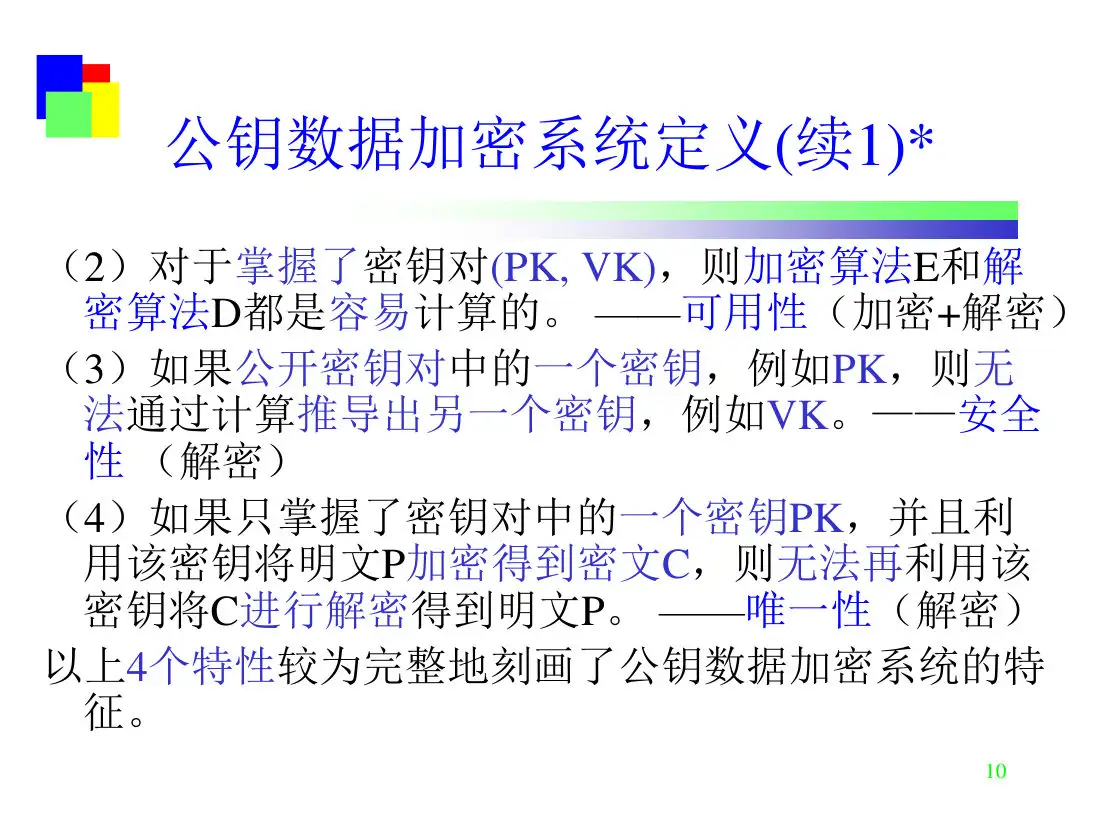 公钥数据加密系统定义(续1)*
（2）对于掌握了密钥对(PK, VK)，则加密算法E和解
密算法D都是容易计算的。 ——可用性（加密+解密）
（3）如果公开密钥对中的一个密钥，例如PK，则无
法通过计算推导出另一个密钥，例如VK。——安全
性 （解密）
（4）如果只掌握了密钥对中的一个密钥PK，并且利
用该密钥将明文P加密得到密文C，则无法再利用该
密钥将C进行解密得到明文P。 ——唯一性（解密）
以上4个特性较为完整地刻画了公钥数据加密系统的特
征。
10